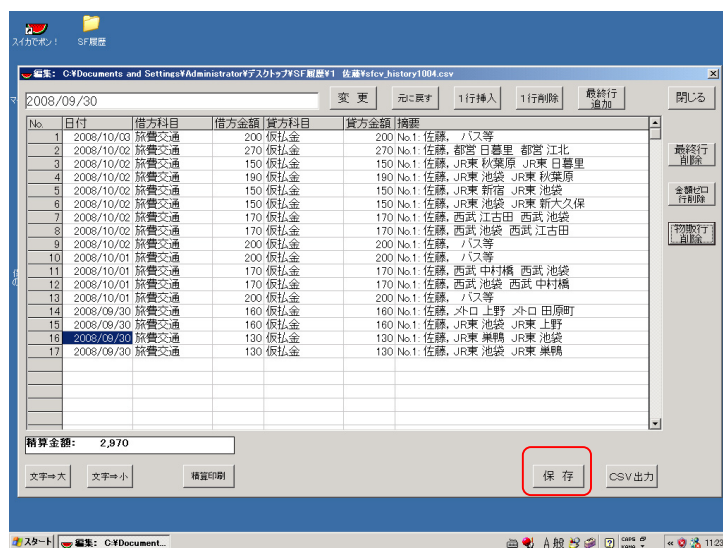 スイカでポン！
SF履歴
編集: C:¥Documents and Settings¥Administrator¥デスクトップ¥SF履歴¥1 佐藤¥sfcv_history1004.csv
2008/09/30
変 更
元に戻す
1行挿入
1行削除
最終行
追加
閉じる
No. 日付 借方科目 借方金額 貸方科目 貸方金額 摘要
1 2008/10/03 旅費交通 200 仮払金 200 No.1: 佐藤, バス等
2 2008/10/02 旅費交通 270 仮払金 270 No.1: 佐藤, 都営 日暮里 都営 江北
3 2008/10/02 旅費交通 150 仮払金 150 No.1: 佐藤, JR東 秋葉原 JR東 日暮里
4 2008/10/02 旅費交通 190 仮払金 190 No.1: 佐藤, JR東 池袋 JR東 秋葉原
5 2008/10/02 旅費交通 150 仮払金 150 No.1: 佐藤, JR東 新宿 JR東 池袋
6 2008/10/02 旅費交通 150 仮払金 150 No.1: 佐藤, JR東 池袋 JR東 新大久保
7 2008/10/02 旅費交通 170 仮払金 170 No.1: 佐藤, 西武 江古田 西武 池袋
8 2008/10/02 旅費交通 170 仮払金 170 No.1: 佐藤, 西武 池袋 西武 江古田
9 2008/10/02 旅費交通 200 仮払金 200 No.1: 佐藤, バス等
10 2008/10/01 旅費交通 200 仮払金 200 No.1: 佐藤, バス等
11 2008/10/01 旅費交通 170 仮払金 170 No.1: 佐藤, 西武 中村橋 西武 池袋
12 2008/10/01 旅費交通 170 仮払金 170 No.1: 佐藤, 西武 池袋 西武 中村橋
13 2008/10/01 旅費交通 200 仮払金 200 No.1: 佐藤, バス等
14 2008/09/30 旅費交通 160 仮払金 160 No.1: 佐藤, メトロ 上野 メトロ 田原町
15 2008/09/30 旅費交通 160 仮払金 160 No.1: 佐藤, JR東 池袋 JR東 上野
16 2008/09/30 旅費交通 130 仮払金 130 No.1: 佐藤, JR東 巣鴨 JR東 池袋
17 2008/09/30 旅費交通 130 仮払金 130 No.1: 佐藤, JR東 池袋 JR東 巣鴨
最終行
削除
金額ゼロ
行削除
物販行
削除
精算金額: 2,970
文字⇒大
文字⇒小
精算印刷
保 存
CSV出力
スタート
編集: C:¥Document...
A 般
CAPS
KANA
11:23